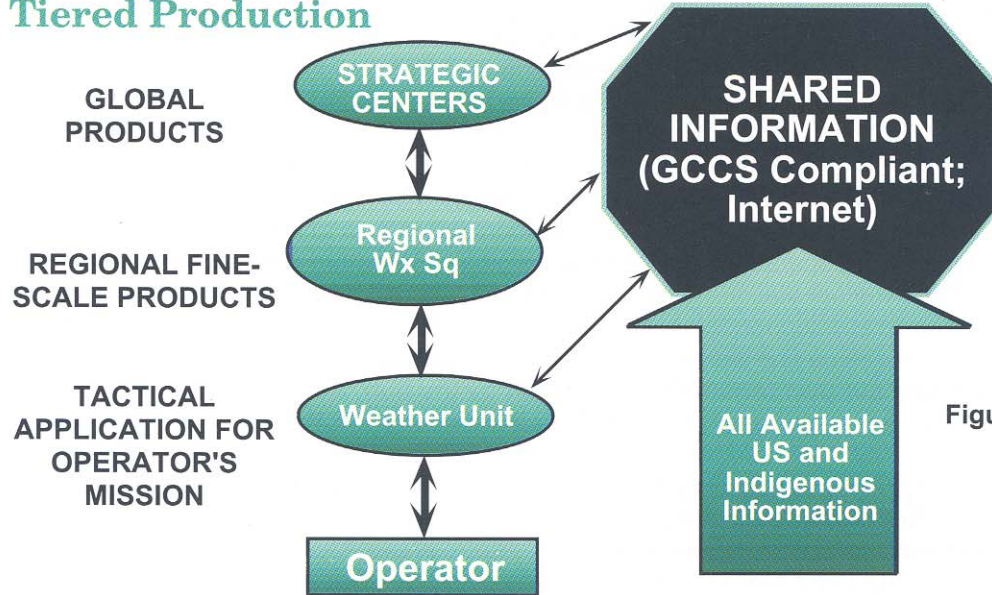 Tiered Production
GLOBAL
PRODUCTS
STRATEGIC
CENTERS
SHARED
INFORMATION
(GCCS Compliant;
Internet)
REGIONAL FINE-
SCALE PRODUCTS
Regional
Wx Sq
TACTICAL
APPLICATION FOR
OPERATOR'S
MISSION
Weather Unit
All Available
US and
Indigenous
Information
Operator